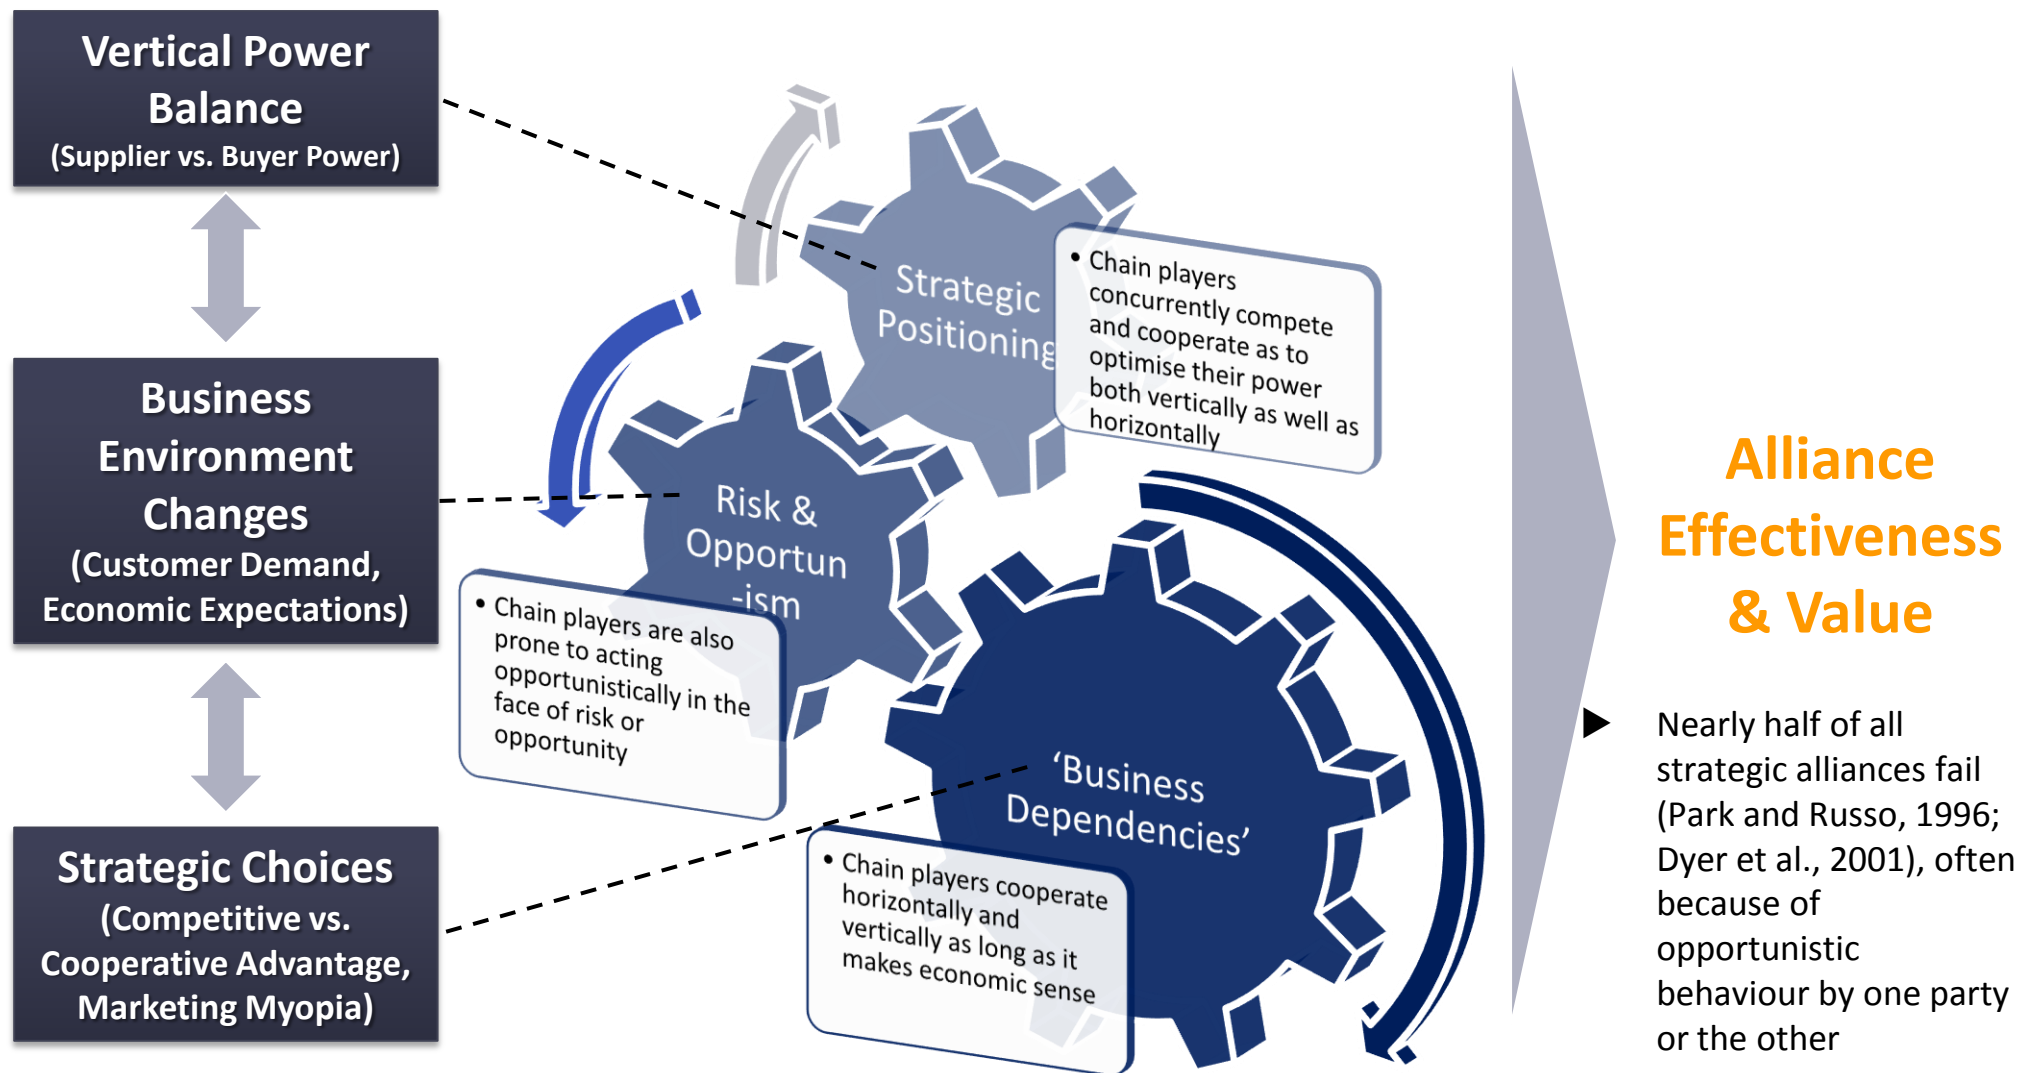 Vertical Power
Balance
(Supplier vs. Buyer Power)
Business
Environment
Changes
(Customer Demand,
Economic Expectations)
Strategic Choices
(Competitive vs.
Cooperative Advantage,
Marketing Myopia)
Strategic
Positioning
• Chain players
concurrently compete
and cooperate as to
optimise their power
both vertically as well as
horizontally
Risk &
Opportun
-ism
• Chain players are also
prone to acting
opportunistically in the
face of risk or
opportunity
‘Business
Dependencies’
• Chain players cooperate
horizontally and
vertically as long as it
makes economic sense
Alliance
Effectiveness
& Value
Nearly half of all
strategic alliances fail
(Park and Russo, 1996;
Dyer et al., 2001), often
because of
opportunistic
behaviour by one party
or the other